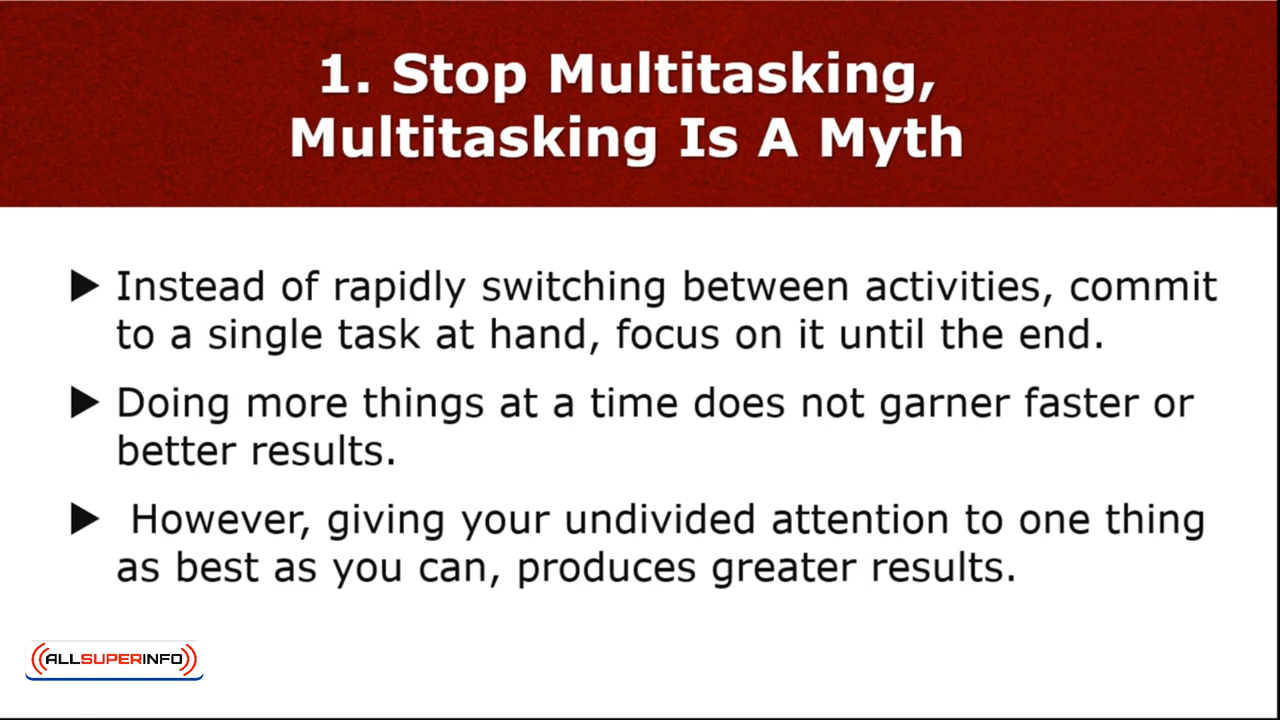 1. Stop Multitasking,
Multitasking Is A Myth
▶ Instead of rapidly switching between activities, commit
to a single task at hand, focus on it until the end.
▶ Doing more things at a time does not garner faster or
better results.
▶ However, giving your undivided attention to one thing
as best as you can, produces greater results.
ALLSUPERINFO